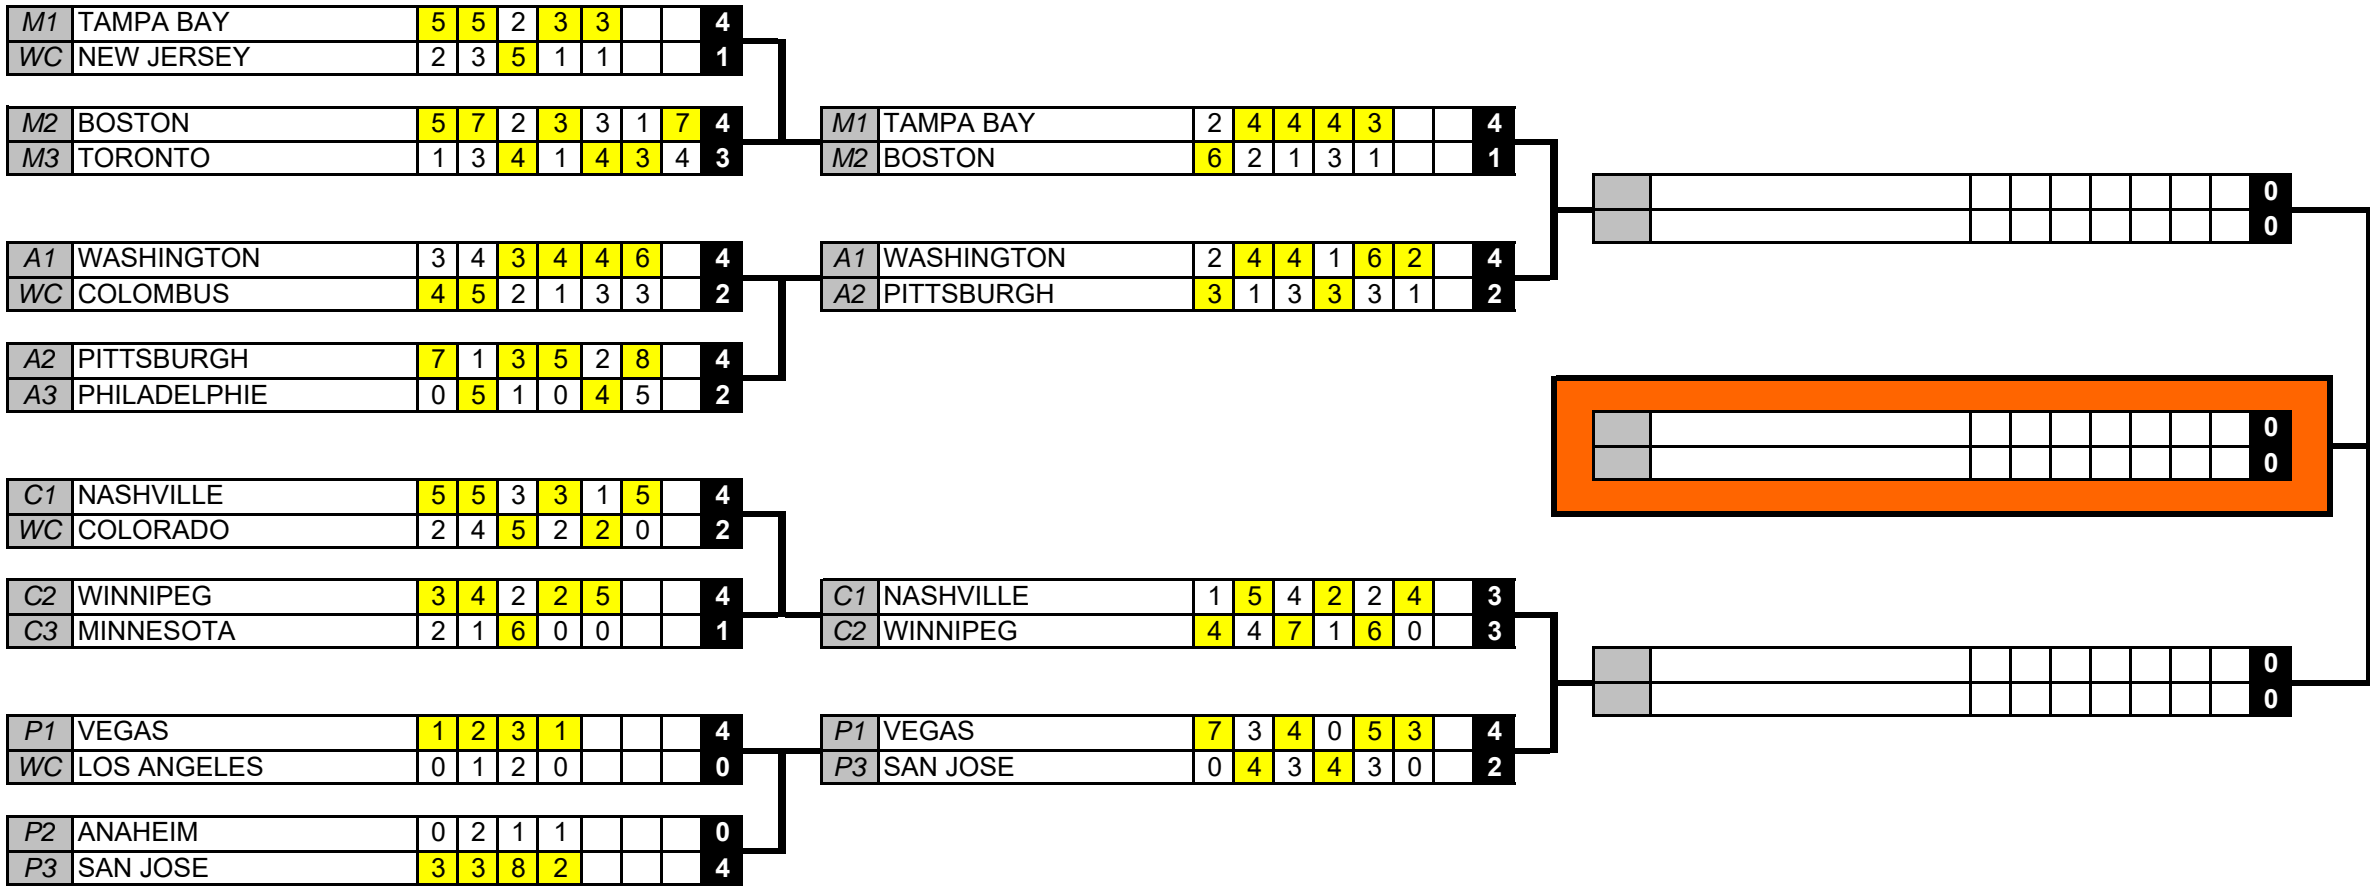 M1 TAMPA BAY 5 5 2 3 3 4
WC NEW JERSEY 2 3 5 1 1 1
M2 BOSTON 5 7 2 3 3 1 7 4
M3 TORONTO 1 3 4 1 4 3 4 3
A1 WASHINGTON 3 4 3 4 4 6 4
WC COLOMBUS 4 5 2 1 3 3 2
A2 PITTSBURGH 7 1 3 5 2 8 4
A3 PHILADELPHIE 0 5 1 0 4 5 2
C1 NASHVILLE 5 5 3 3 1 5 4
WC COLORADO 2 4 5 2 2 0 2
C2 WINNIPEG 3 4 2 2 5 4
C3 MINNESOTA 2 1 6 0 0 1
P1 VEGAS 1 2 3 1 4
WC LOS ANGELES 0 1 2 0 0
P2 ANAHEIM 0 2 1 1 0
P3 SAN JOSE 3 3 8 2 4
M1 TAMPA BAY 2 4 4 4 3 4
M2 BOSTON 6 2 1 3 1 1
A1 WASHINGTON 2 4 4 1 6 2 4
A2 PITTSBURGH 3 1 3 3 3 1 2
C1 NASHVILLE 1 5 4 2 2 4 3
C2 WINNIPEG 4 4 7 1 6 0 3
P1 VEGAS 7 3 4 0 5 3 4
P3 SAN JOSE 0 4 3 4 3 0 2
0
0
0
0
0
0